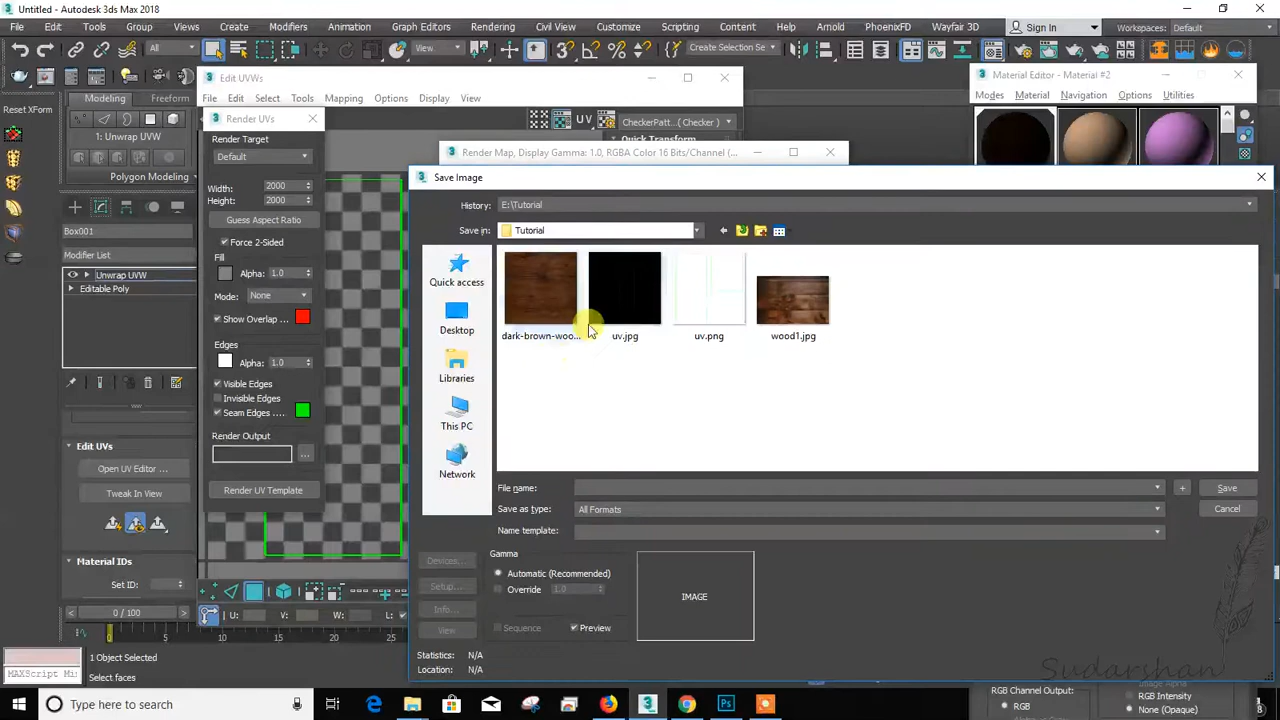 Untitled - Autodesk 3ds Max 2018
File Edit Tools Group Views Create Modifiers Animation Graph Editors Rendering Civil View Customize Scripting Content Help Arnold PhoenixFD Wayfair 3D Sign In Workspaces: Default
All View Create Selection Se
Reset XForm
Modeling Freeform
1: Unwrap UVW
Polygon Modeling
Box001
Modifier List
Unwrap UVW
Editable Poly
Edit UVs
Open UV Editor ...
Tweak In View
Material IDs
Set ID:
Edit UVWs
File Edit Select Tools Mapping Options Display View
UV CheckerPatt...( Checker )
Quick Transform
Render UVs
Render Target
Default
Width: 2000
Height: 2000
Guess Aspect Ratio
Force 2-Sided
Fill
Alpha: 1.0
Mode: None
Show Overlap ...
Edges
Alpha: 1.0
Visible Edges
Invisible Edges
Seam Edges ....
Render Output
...
Render UV Template
Material Editor - Material #2
Modes Material Navigation Options Utilities
Render Map, Display Gamma: 1.0, RGBA Color 16 Bits/Channel (...
Save Image
History: E:\Tutorial
Save in: Tutorial
Quick access
Desktop
Libraries
This PC
Network
dark-brown-woo... uv.jpg uv.png wood1.jpg
File name: + Save
Save as type: All Formats Cancel
Name template:
Devices...
Setup...
Info...
View
Gamma
Automatic (Recommended)
Override 1.0
Sequence Preview
IMAGE
Statistics: N/A
Location: N/A
U: V: W: L:
0 / 100
0 5 10 15 20 25
MAXScript Mi
1 Object Selected
Select faces
Sudarshan
RGB Channel Output:
RGB
RGB Intensity
None (Opaque)
Type here to search